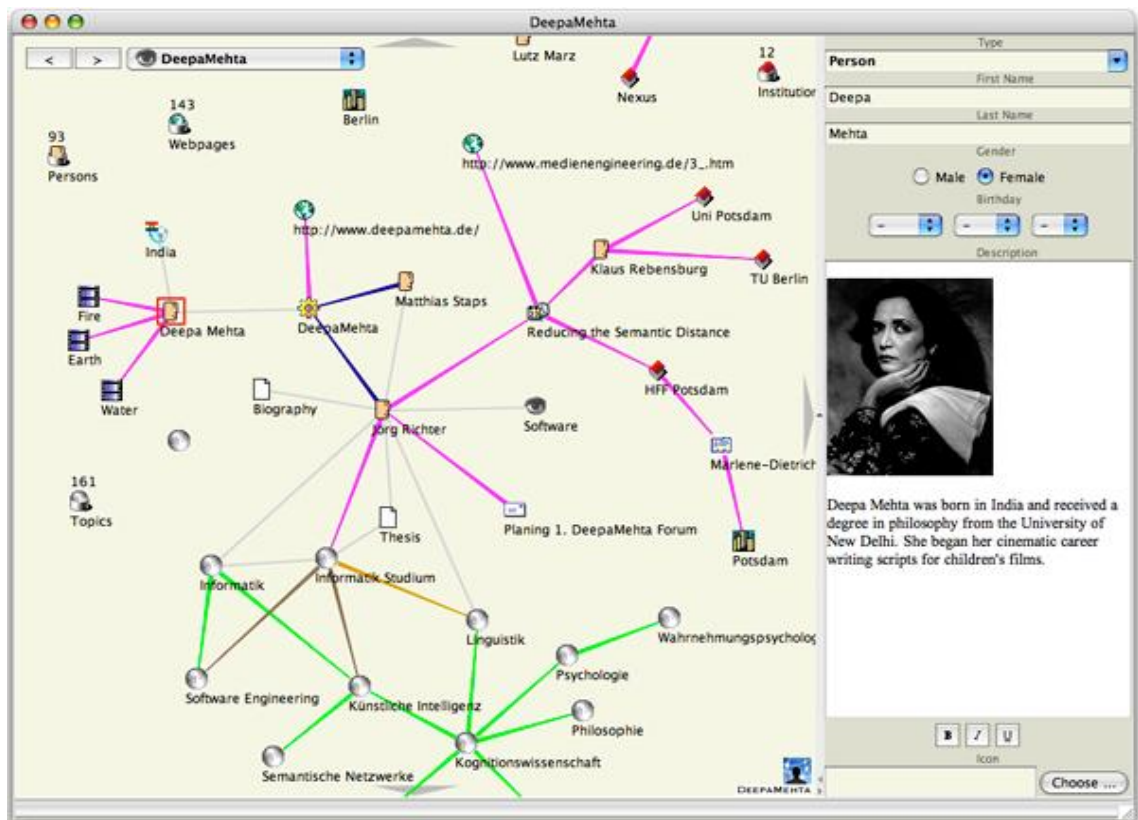 DeepaMehta
< > DeepaMehta
Lutz Marz
12
Institution
Nexus
Berlin
143
Webpages
93
Persons
http://www.medienengineering.de/3_.htm
Uni Potsdam
India
http://www.deepamehta.de/
Klaus Rebensburg
TU Berlin
Matthias Staps
Fire
Deepa Mehta
DeepaMehta
Reducing the Semantic Distance
Earth
HFF Potsdam
Water
Biography
Jörg Richter
Software
Marlene-Dietrich
161
Topics
Thesis
Planing 1. DeepaMehta Forum
Potsdam
Informatik
Informatik Studium
Linguistik
Wahrnehmungspsycholog
Psychologie
Software Engineering
Künstliche Intelligenz
Philosophie
Kognitionswissenschaft
Semantische Netzwerke
DEEPAMEHTA
Type
Person
First Name
Deepa
Last Name
Mehta
Gender
Male Female
Birthday
- - -
Description
Deepa Mehta was born in India and received a
degree in philosophy from the University of
New Delhi. She began her cinematic career
writing scripts for children's films.
B I U
Icon
Choose ...